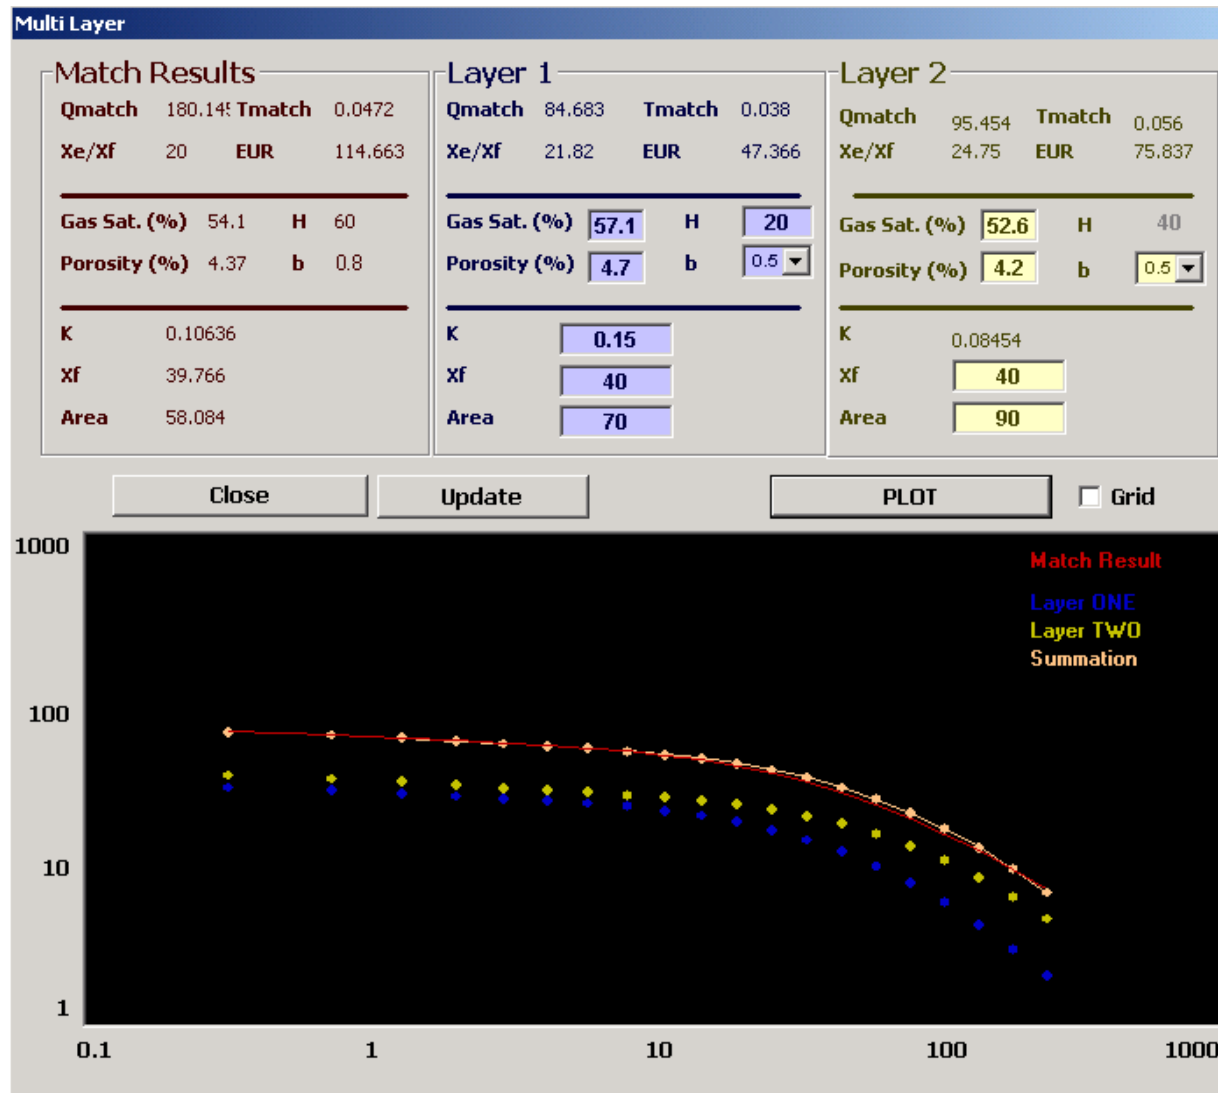 Multi Layer
Match Results
Qmatch 180.145 Tmatch 0.0472
Xe/Xf 20 EUR 114.663
Gas Sat. (%) 54.1 H 60
Porosity (%) 4.37 b 0.8
K 0.10636
Xf 39.766
Area 58.084
Layer 1
Qmatch 84.683 Tmatch 0.038
Xe/Xf 21.82 EUR 47.366
Gas Sat. (%) 57.1 H 20
Porosity (%) 4.7 b 0.5
K 0.15
Xf 40
Area 70
Layer 2
Qmatch 95.454 Tmatch 0.056
Xe/Xf 24.75 EUR 75.837
Gas Sat. (%) 52.6 H 40
Porosity (%) 4.2 b 0.5
K 0.08454
Xf 40
Area 90
Close Update PLOT Grid
1000
100
10
1
Match Result
Layer ONE
Layer TWO
Summation
0.1 1 10 100 1000